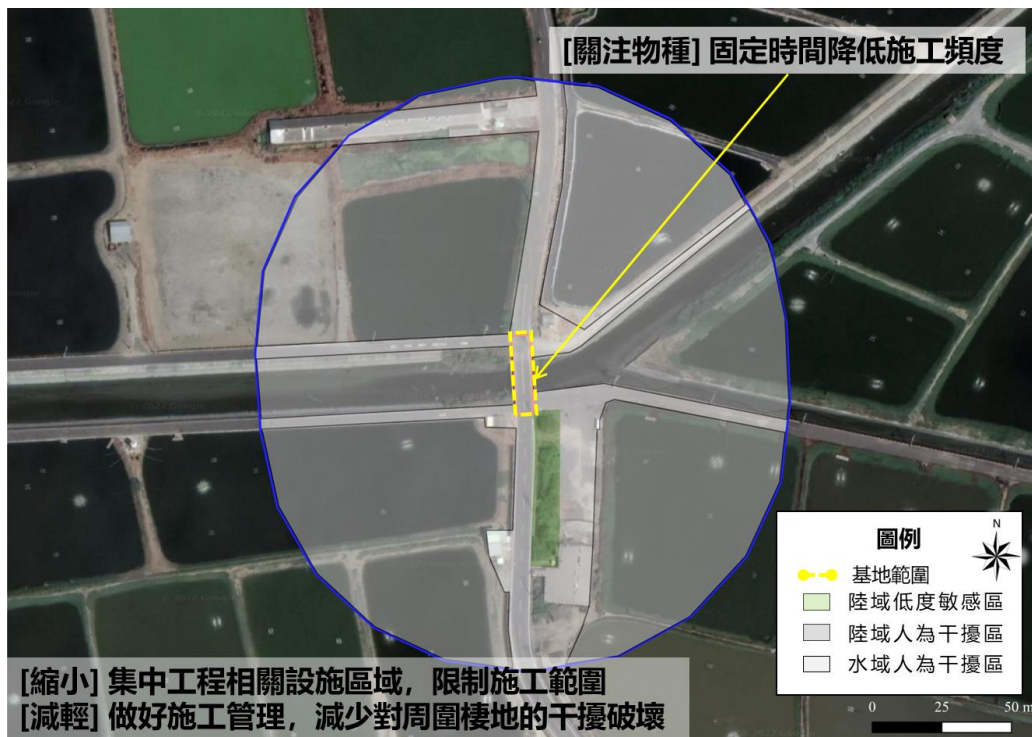 [關注物種] 固定時間降低施工頻度
圖例
N
基地範圍
陸域低度敏感區
陸域人為干擾區
水域人為干擾區
[縮小] 集中工程相關設施區域，限制施工範圍
[減輕] 做好施工管理，減少對周圍棲地的干擾破壞
0 25 50 m